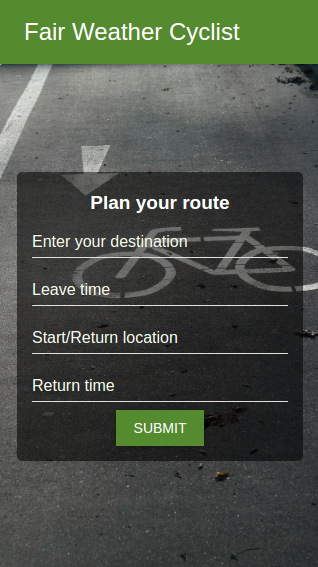 Fair Weather Cyclist
Plan your route
Enter your destination
Leave time
Start/Return location
Return time
SUBMIT